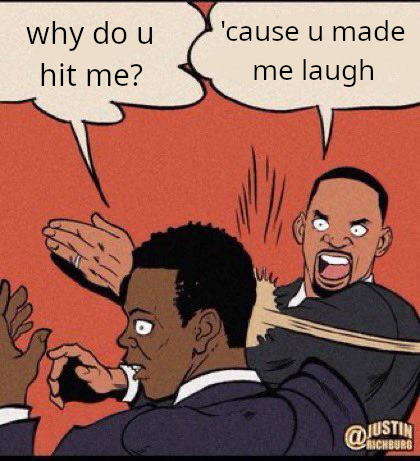 why do u
hit me?
'cause u made
me laugh
@JUSTIN
RICHBURG